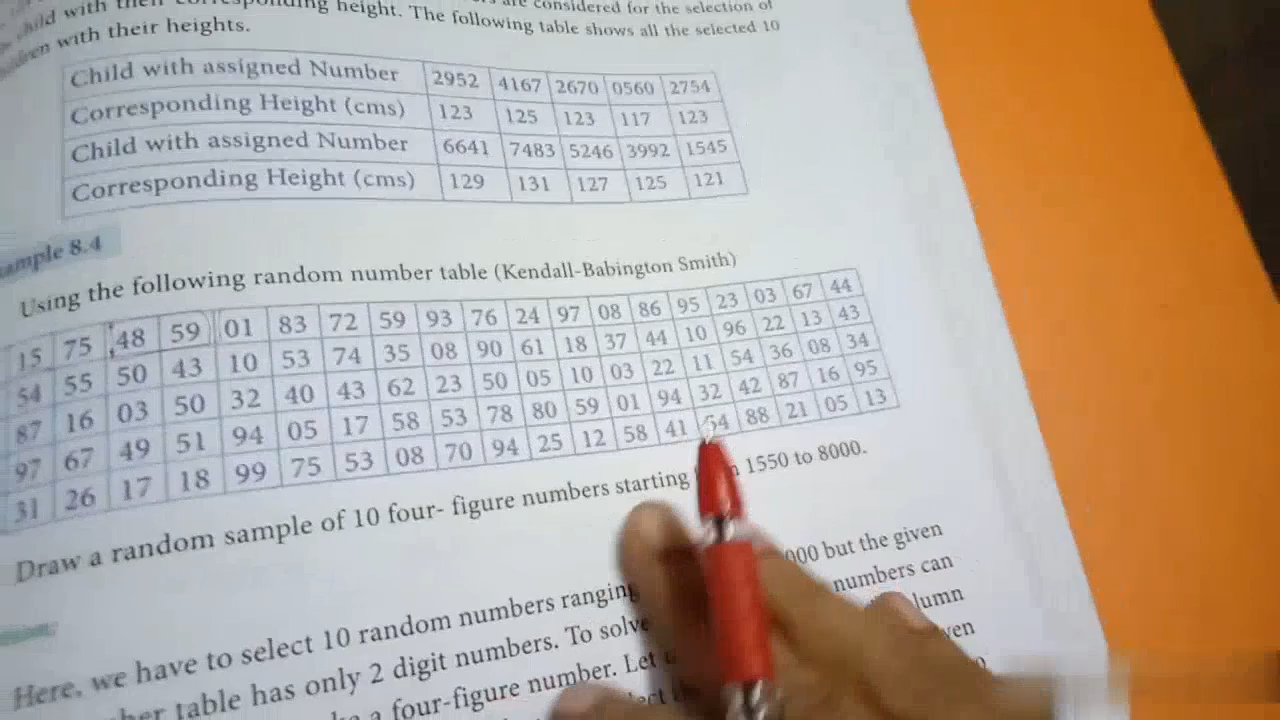 child with their corresponding height. The following table shows all the selected 10
are considered for the selection of
children with their heights.
Child with assigned Number 2952 4167 2670 0560 2754
Corresponding Height (cms) 123 125 123 117 123
Child with assigned Number 6641 7483 5246 3992 1545
Corresponding Height (cms) 129 131 127 125 121
ample 8.4
Using the following random number table (Kendall-Babington Smith)
15 75 48 59 01 83 72 59 93 76 24 97 08 86 95 23 03 67 44
54 55 50 43 10 53 74 35 08 90 61 18 37 44 10 96 22 13 43
87 16 03 50 32 40 43 62 23 50 05 10 03 22 11 54 36 08 34
97 67 49 51 94 05 17 58 53 78 80 59 01 94 32 42 87 16 95
31 26 17 18 99 75 53 08 70 94 25 12 58 41 54 88 21 05 13
Draw a random sample of 10 four- figure numbers starting 1550 to 8000.
Here, we have to select 10 random numbers ranging 000 but the given
ber table has only 2 digit numbers. To solve numbers can
a four-figure number. Let lumn
ect